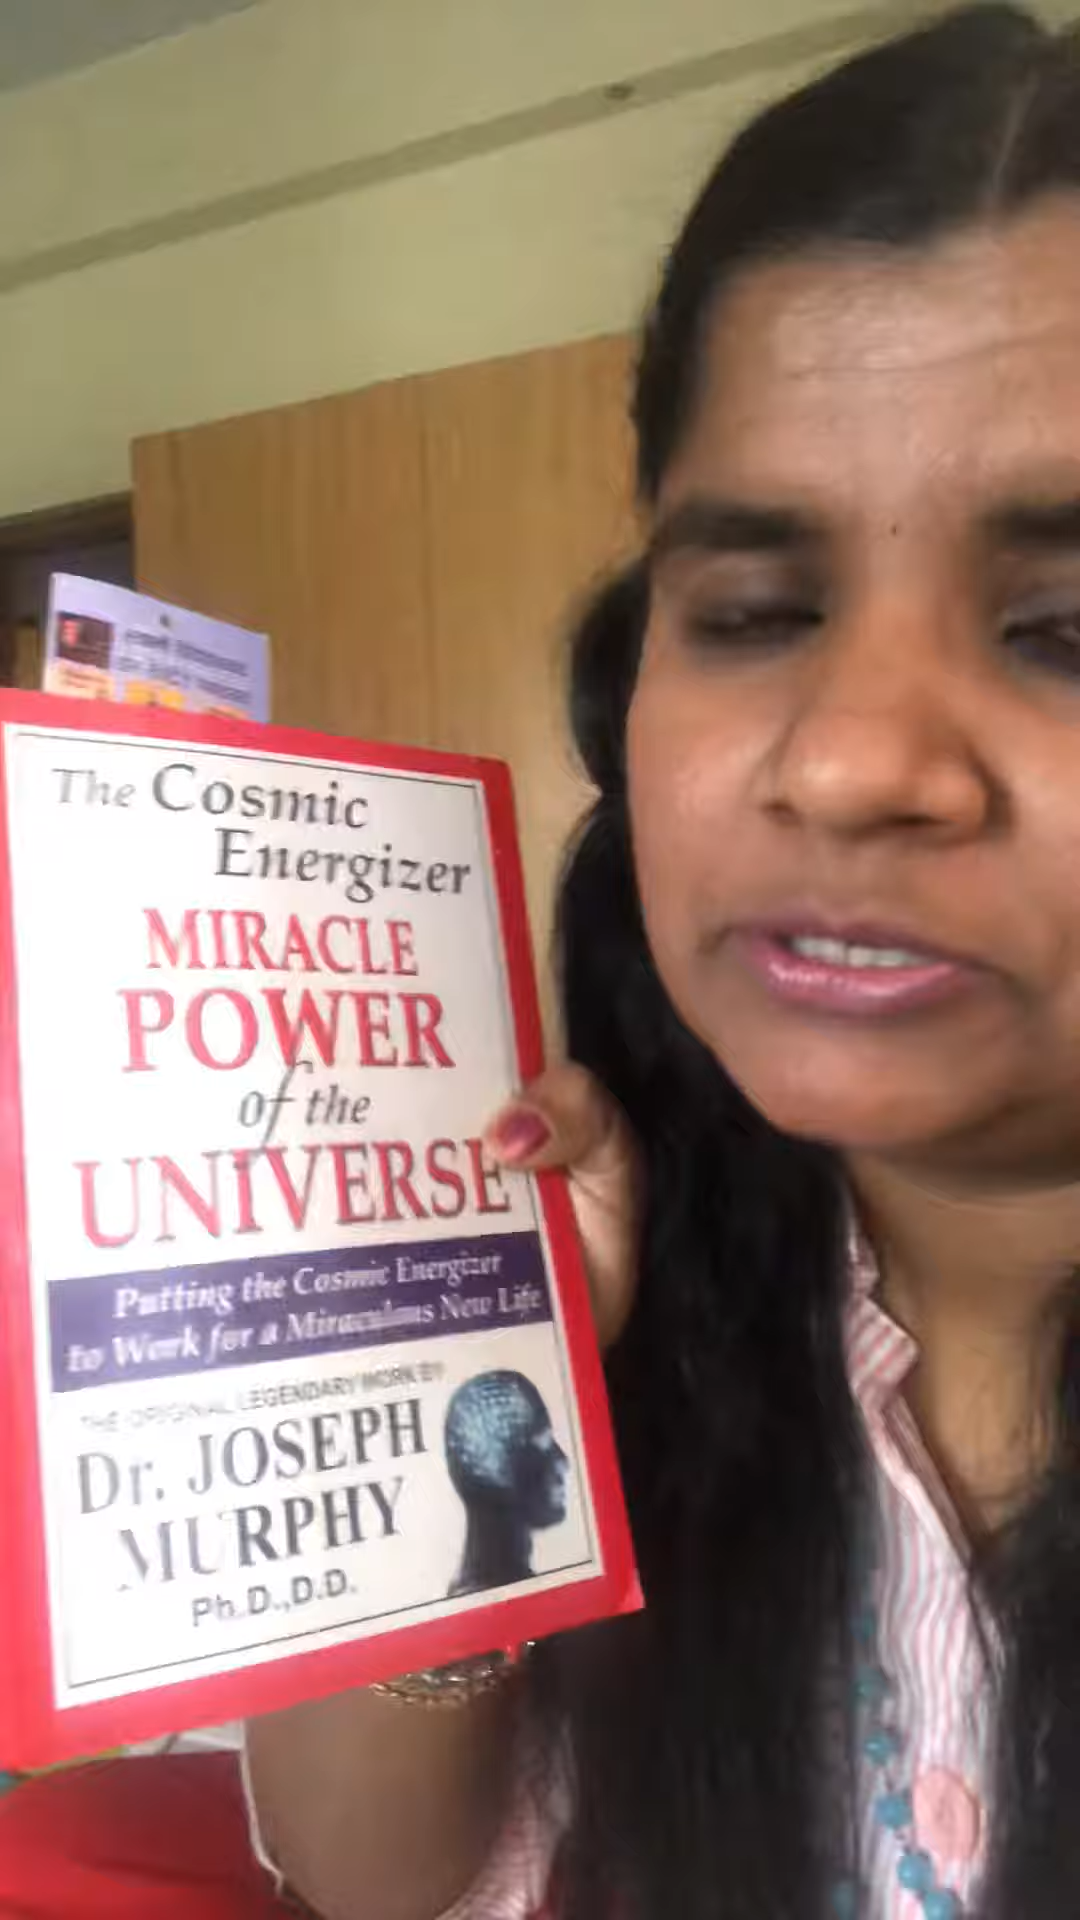 The Cosmic
Energizer
MIRACLE
POWER
of the
UNIVERSE
Putting the Cosmic Energizer
to Work for a Miraculous New Life
THE ORIGINAL LEGENDARY WORK BY
Dr. JOSEPH
MURPHY
Ph.D.,D.D.